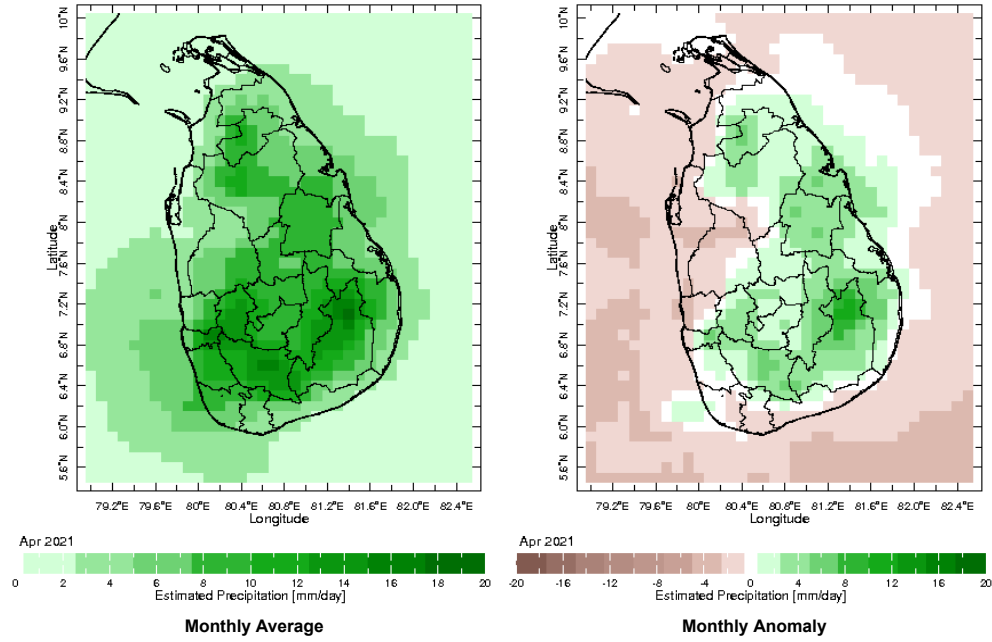 10°N
9.6°N
9.2°N
8.8°N
8.4°N
8°N
7.6°N
7.2°N
6.8°N
6.4°N
6.0°N
5.6°N
Latitude
79.2°E 79.6°E 80°E 80.4°E 80.8°E 81.2°E 81.6°E 82.0°E
Longitude
Apr 2021
0 2 4 6 8 10 12 14 16 18 20
Estimated Precipitation [mm/day]
Monthly Average
10°N
9.6°N
9.2°N
8.8°N
8.4°N
8°N
7.6°N
7.2°N
6.8°N
6.4°N
6.0°N
5.6°N
Latitude
79.2°E 79.6°E 80°E 80.4°E 80.8°E 81.2°E 81.6°E 82.0°E
Longitude
Apr 2021
-20 -16 -12 -8 -4 0 4 8 12 16 20
Estimated Precipitation [mm/day]
Monthly Anomaly